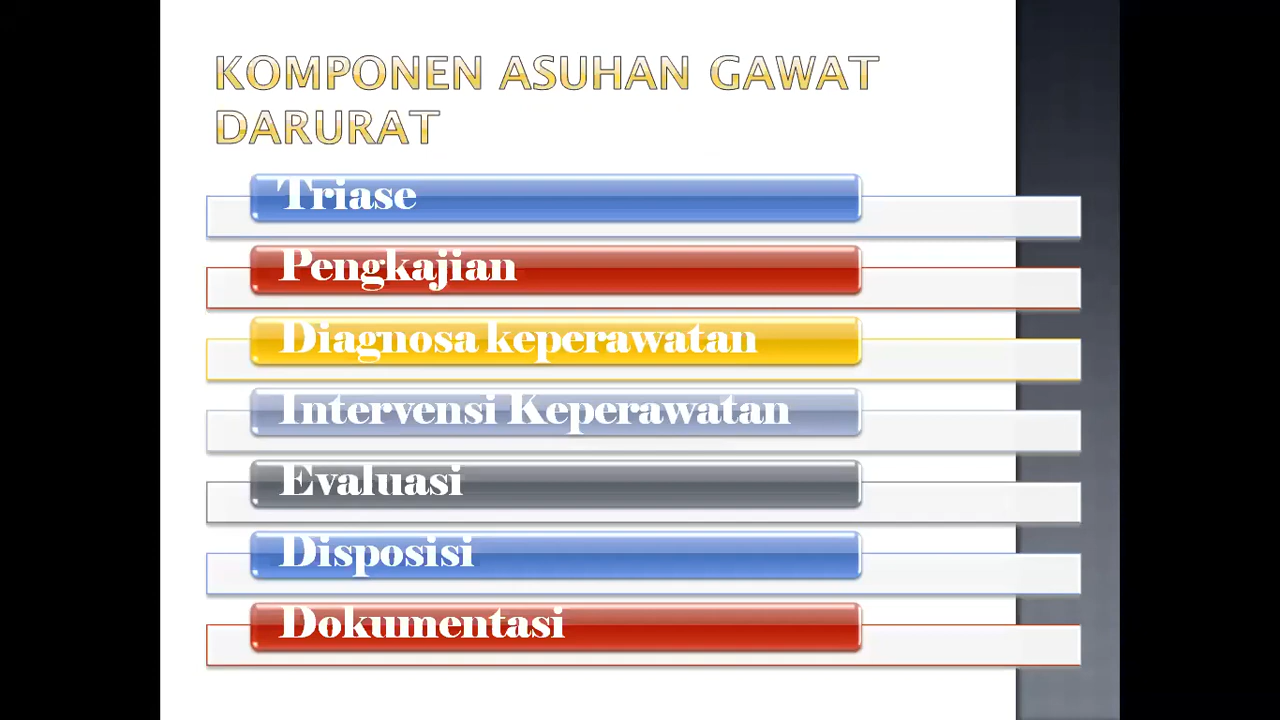 KOMPONEN ASUHAN GAWAT
DARURAT
Triase
Pengkajian
Diagnosa keperawatan
Intervensi Keperawatan
Evaluasi
Disposisi
Dokumentasi